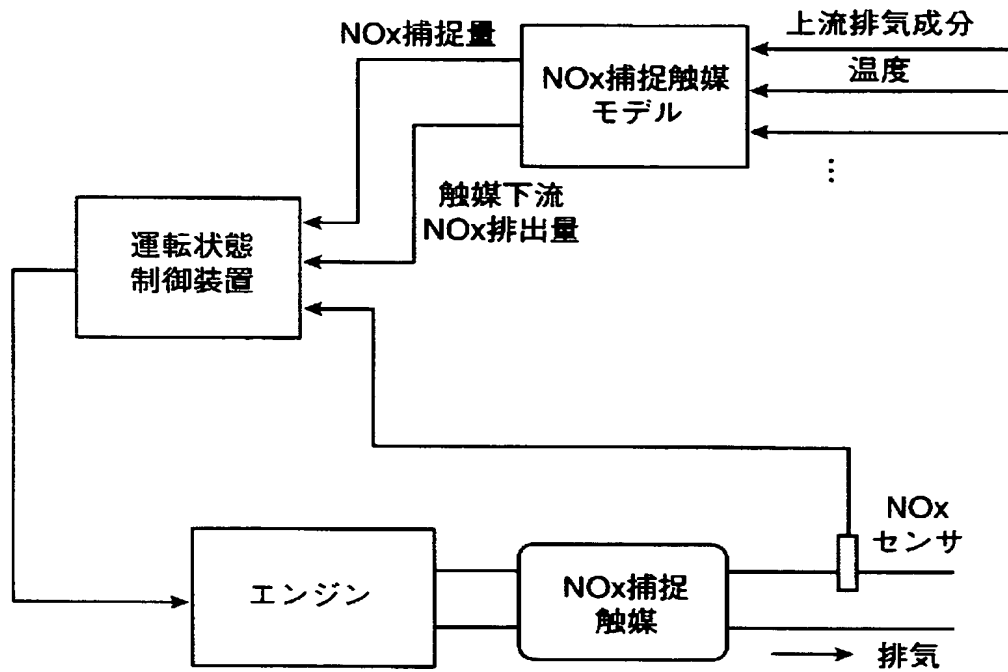 NOx捕捉量
NOx捕捉触媒
モデル
上流排気成分
温度
⋮
触媒下流
NOx排出量
運転状態
制御装置
NOx
センサ
エンジン
NOx捕捉
触媒
排気